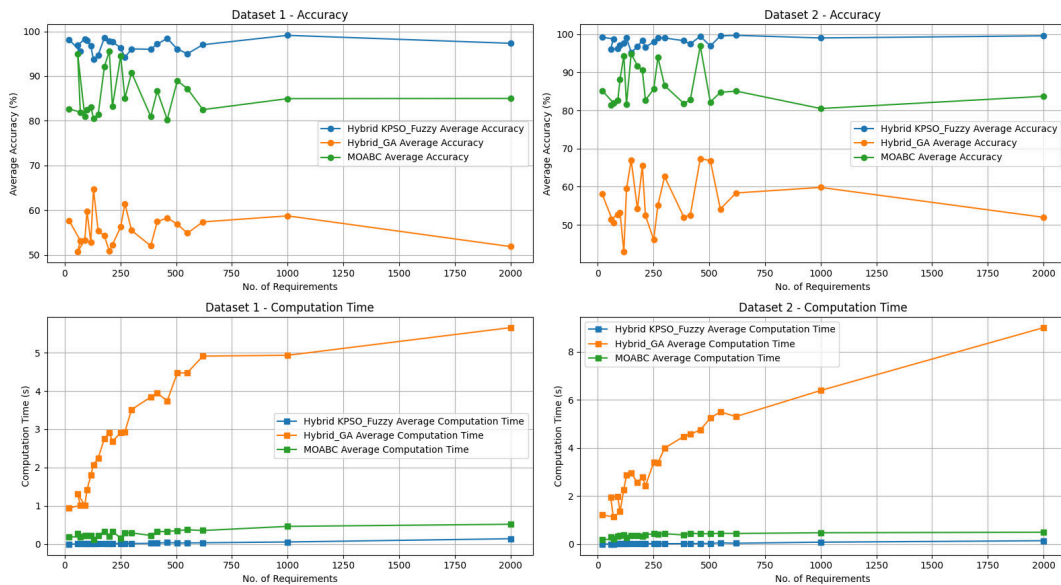 Dataset 1 - Accuracy
Average Accuracy (%)
100
90
80
70
60
50
Hybrid KPSO_Fuzzy Average Accuracy
Hybrid_GA Average Accuracy
MOABC Average Accuracy
0 250 500 750 1000 1250 1500 1750 2000
No. of Requirements
Dataset 2 - Accuracy
Average Accuracy (%)
100
90
80
70
60
50
Hybrid KPSO_Fuzzy Average Accuracy
Hybrid_GA Average Accuracy
MOABC Average Accuracy
0 250 500 750 1000 1250 1500 1750 2000
No. of Requirements
Dataset 1 - Computation Time
Computation Time (s)
5
4
3
2
1
0
Hybrid KPSO_Fuzzy Average Computation Time
Hybrid_GA Average Computation Time
MOABC Average Computation Time
0 250 500 750 1000 1250 1500 1750 2000
No. of Requirements
Dataset 2 - Computation Time
Computation Time (s)
8
6
4
2
0
Hybrid KPSO_Fuzzy Average Computation Time
Hybrid_GA Average Computation Time
MOABC Average Computation Time
0 250 500 750 1000 1250 1500 1750 2000
No. of Requirements